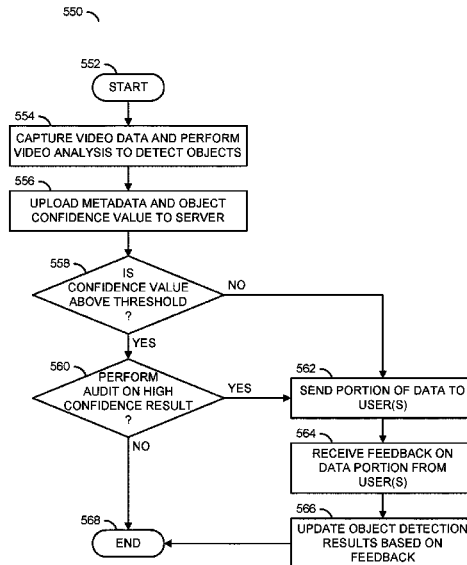 550
552
START
554
CAPTURE VIDEO DATA AND PERFORM
VIDEO ANALYSIS TO DETECT OBJECTS
556
UPLOAD METADATA AND OBJECT
CONFIDENCE VALUE TO SERVER
558
IS
CONFIDENCE VALUE
ABOVE THRESHOLD
?
NO
YES
560
PERFORM
AUDIT ON HIGH
CONFIDENCE RESULT
?
YES
NO
562
SEND PORTION OF DATA TO
USER(S)
564
RECEIVE FEEDBACK ON
DATA PORTION FROM
USER(S)
566
UPDATE OBJECT DETECTION
RESULTS BASED ON
FEEDBACK
568
END